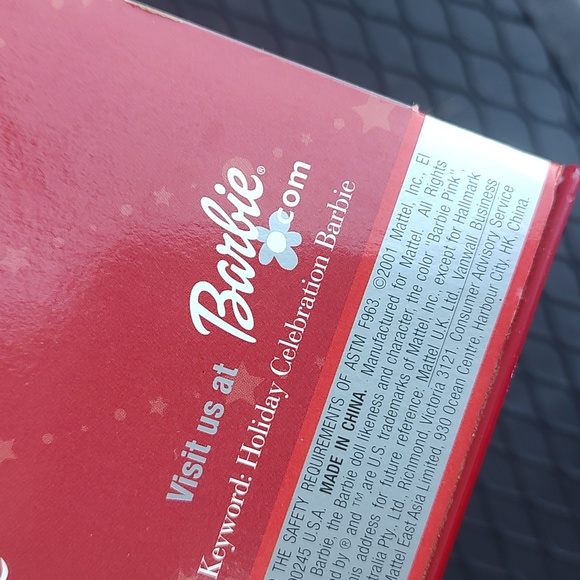 Visit us at Barbie®.com
Keyword: Holiday Celebration Barbie
THE SAFETY REQUIREMENTS OF ASTM F963. ©2001 Mattel, Inc., El
90245 U.S.A. MADE IN CHINA. Manufactured for Mattel. All Rights
Barbie, the Barbie doll likeness and character, the color "Barbie Pink",
ed by ® and ™ are U.S. trademarks of Mattel, Inc., except for Hallmark
his address for future reference: Mattel U.K. Ltd., Vanwall Business
tralia Pty., Ltd., Richmond, Victoria 3121, Consumer Advisory Service
Mattel East Asia Limited, 930 Ocean Centre, Harbour City, HK, China.